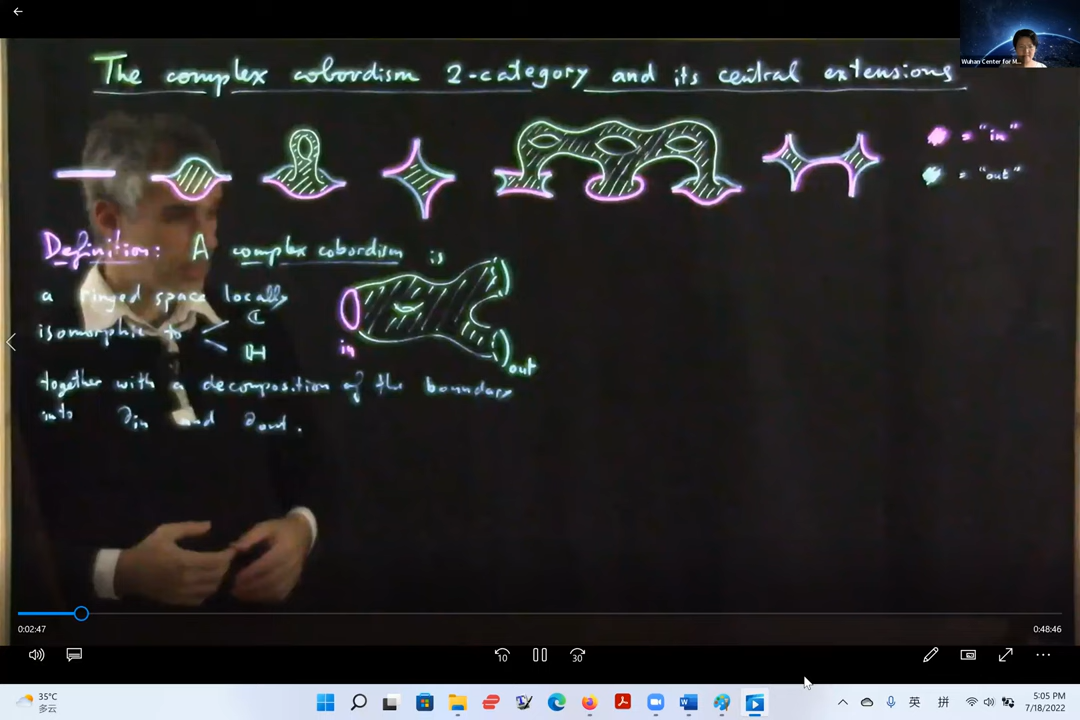 Wuhan Center for M...
The complex cobordism 2-category and its central extensions
= "in"
= "out"
Definition: A complex cobordism is
a ringed space locally
isomorphic to ℂ
ℍ
in
out
together with a decomposition of the boundary
into ∂in and ∂out.
0:02:47
0:48:46
10
30
35°C
多云
英
拼
5:05 PM
7/18/2022